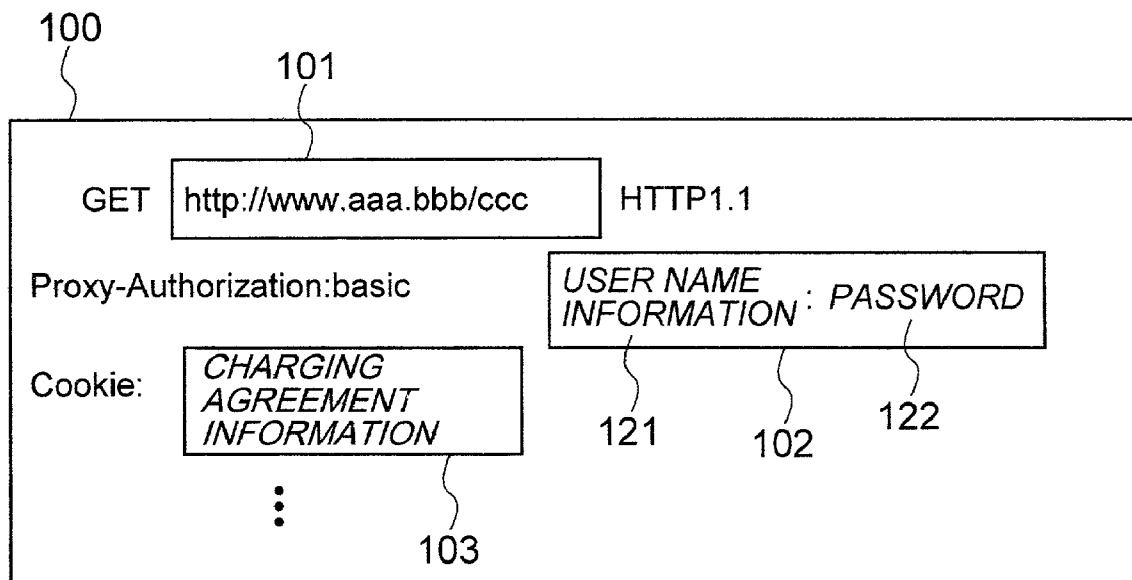 100
101
GET http://www.aaa.bbb/ccc HTTP1.1
Proxy-Authorization:basic USER NAME INFORMATION : PASSWORD
Cookie: CHARGING
AGREEMENT
INFORMATION
121 102 122
103